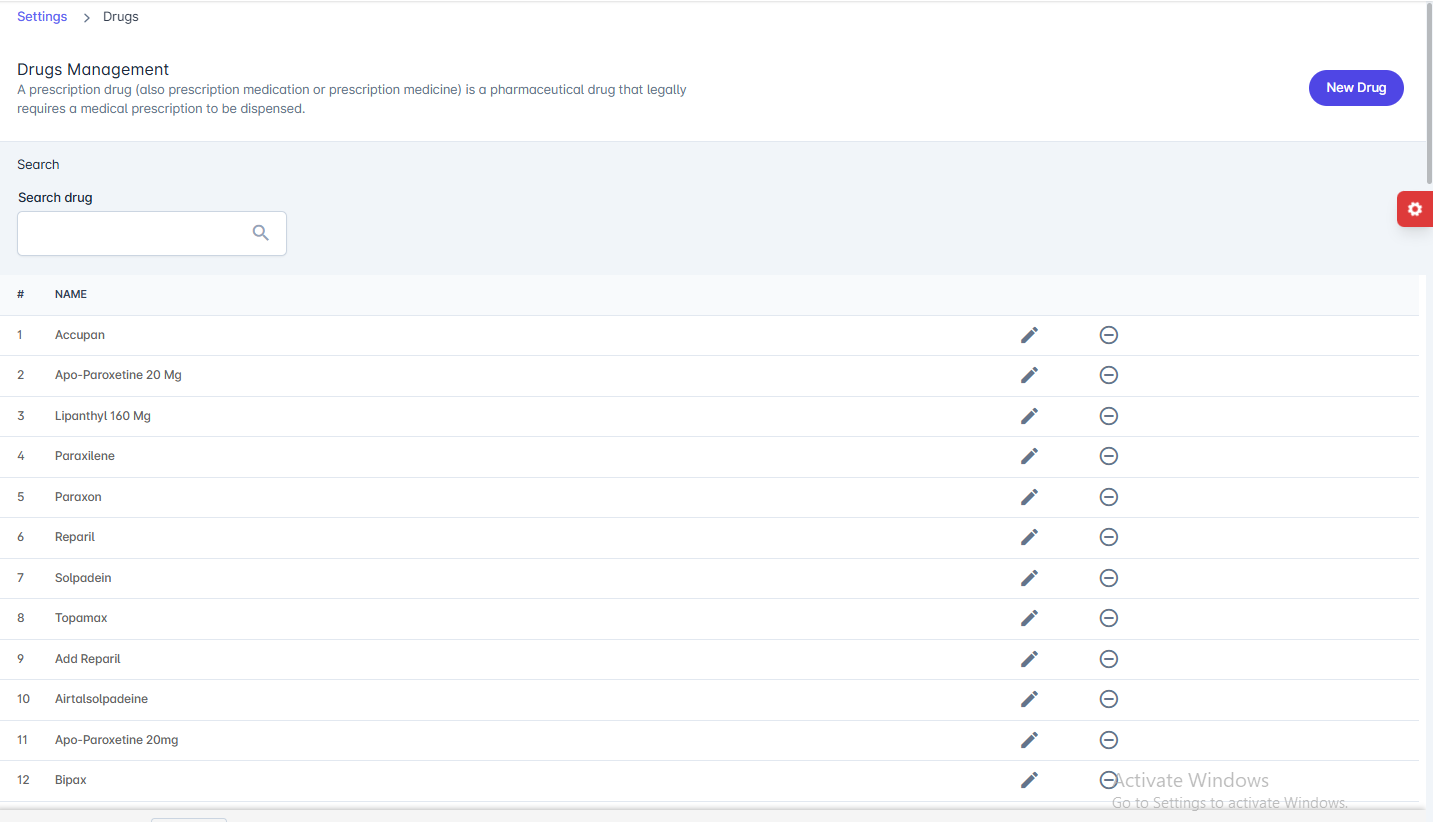 Settings > Drugs
Drugs Management
A prescription drug (also prescription medication or prescription medicine) is a pharmaceutical drug that legally
requires a medical prescription to be dispensed.
New Drug
Search
Search drug
# NAME
1 Accupan
2 Apo-Paroxetine 20 Mg
3 Lipanthyl 160 Mg
4 Paraxilene
5 Paraxon
6 Reparil
7 Solpadein
8 Topamax
9 Add Reparil
10 Airtalsolpadeine
11 Apo-Paroxetine 20mg
12 Bipax
Activate Windows
Go to Settings to activate Windows.